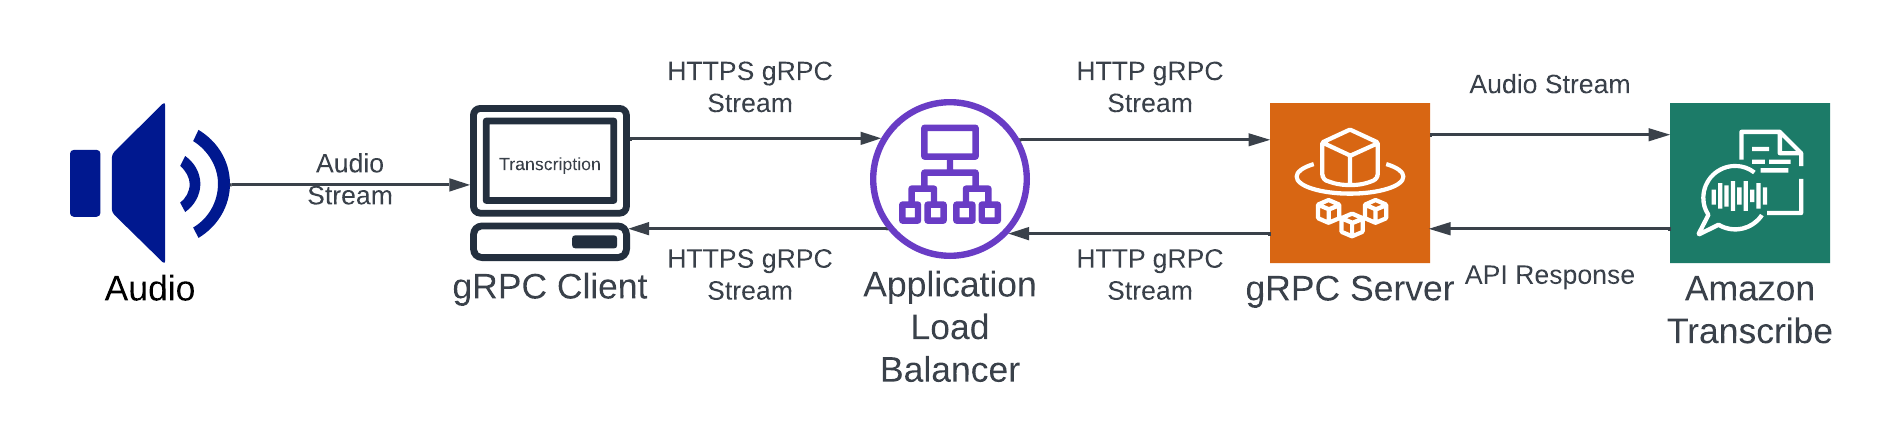 Audio
Stream
Audio
Transcription
gRPC Client
HTTPS gRPC
Stream
HTTPS gRPC
Stream
Application
Load
Balancer
HTTP gRPC
Stream
HTTP gRPC
Stream
gRPC Server
Audio Stream
API Response
Amazon
Transcribe